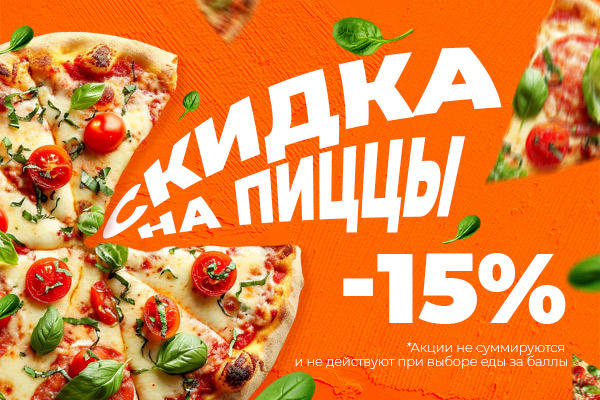 СКИДКА
НА ПИЦЦЫ
-15%
*Акции не суммируются
и не действуют при выборе еды за баллы